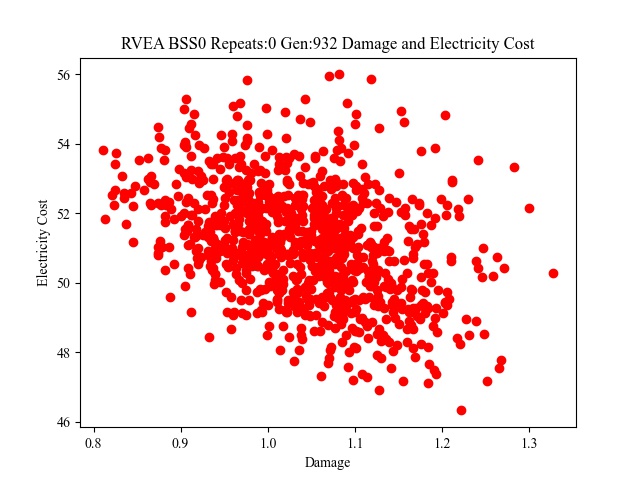 RVEA BSS0 Repeats:0 Gen:932 Damage and Electricity Cost
56
54
52
50
48
46
Electricity Cost
0.8 0.9 1.0 1.1 1.2 1.3
Damage